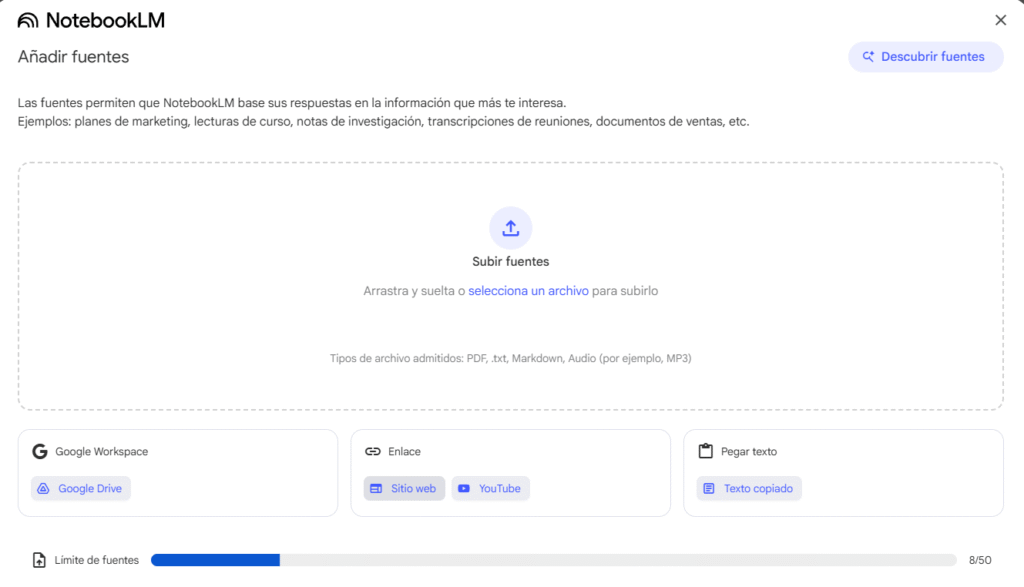 NotebookLM
Añadir fuentes
Descubrir fuentes
Las fuentes permiten que NotebookLM base sus respuestas en la información que más te interesa.
Ejemplos: planes de marketing, lecturas de curso, notas de investigación, transcripciones de reuniones, documentos de ventas, etc.
Subir fuentes
Arrastra y suelta o selecciona un archivo para subirlo
Tipos de archivo admitidos: PDF, .txt, Markdown, Audio (por ejemplo, MP3)
Google Workspace
Google Drive
Enlace
Sitio web
YouTube
Pegar texto
Texto copiado
Límite de fuentes
8/50